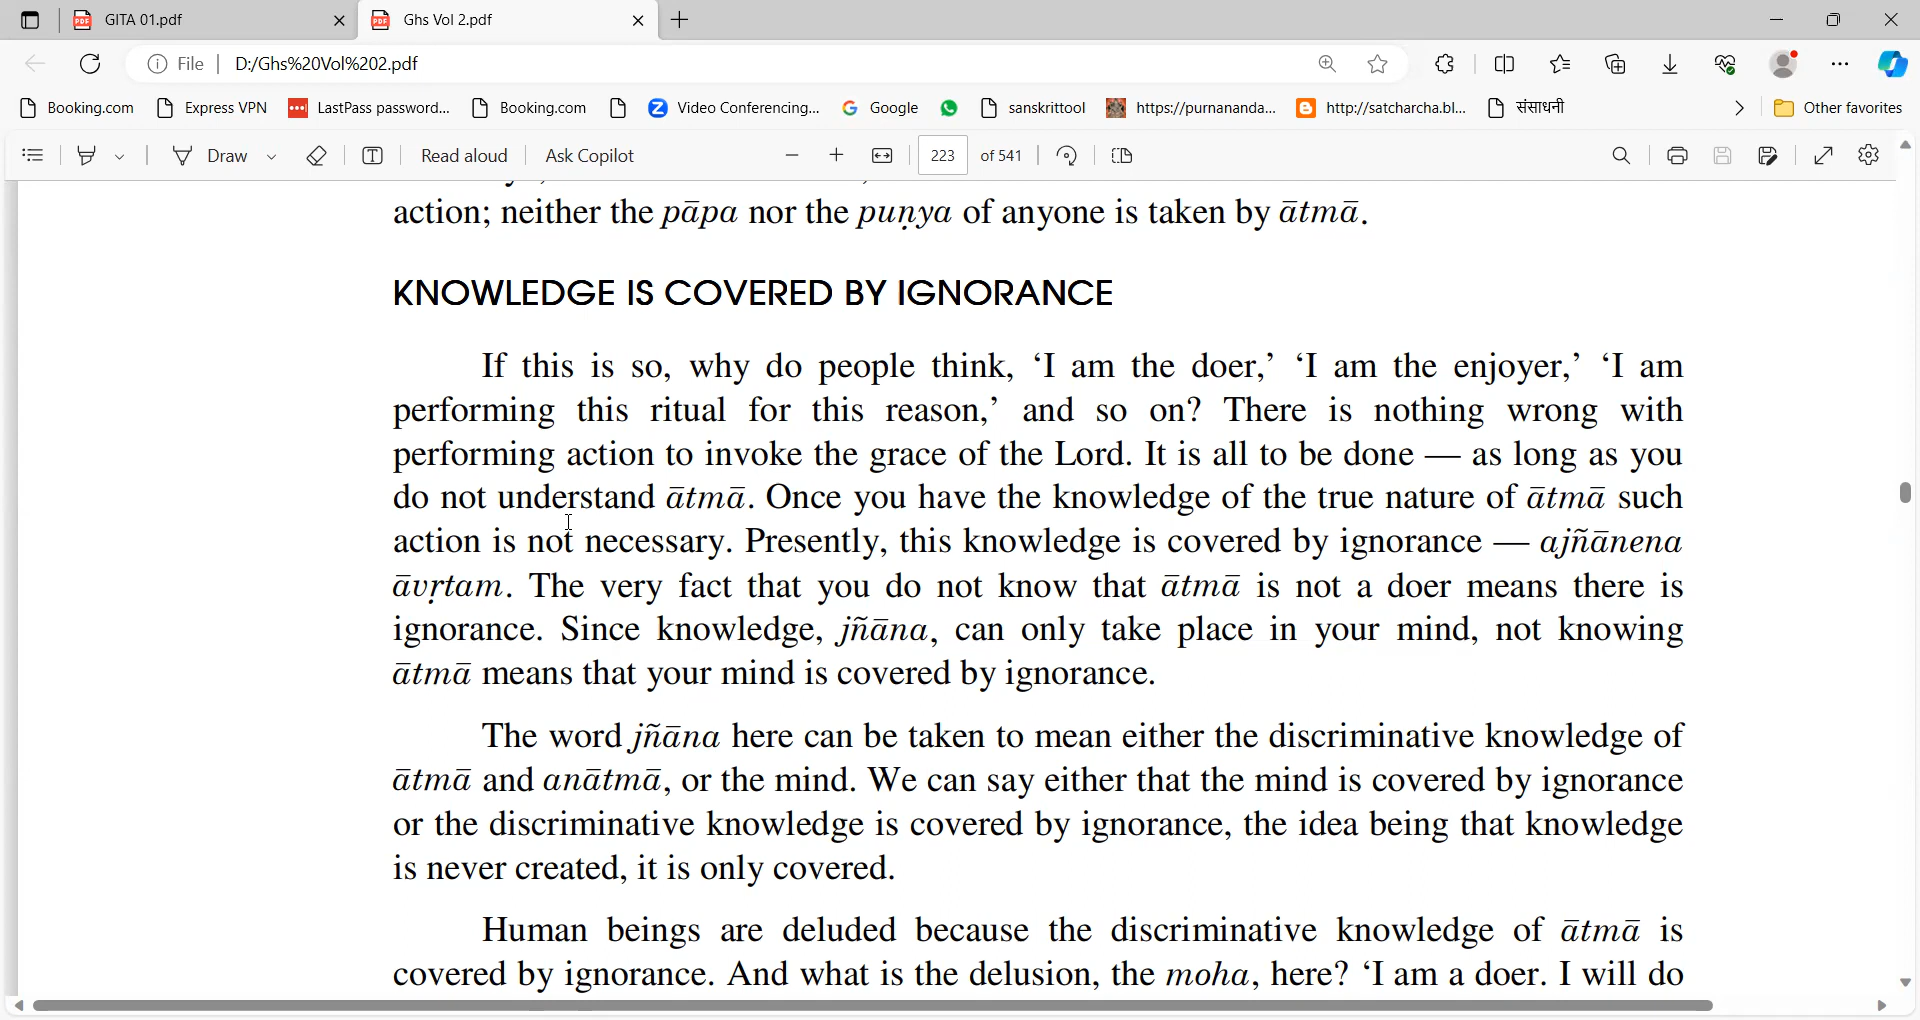 GITA 01.pdf
Ghs Vol 2.pdf
File | D:/Ghs%20Vol%202.pdf
Booking.com Express VPN LastPass password... Booking.com Video Conferencing... Google sanskrittool https://purnananda... http://satcharcha.bl... संसाधनी Other favorites
Draw Read aloud Ask Copilot 223 of 541
action; neither the pāpa nor the puṇya of anyone is taken by ātmā.
KNOWLEDGE IS COVERED BY IGNORANCE
If this is so, why do people think, ‘I am the doer,’ ‘I am the enjoyer,’ ‘I am
performing this ritual for this reason,’ and so on? There is nothing wrong with
performing action to invoke the grace of the Lord. It is all to be done — as long as you
do not understand ātmā. Once you have the knowledge of the true nature of ātmā such
action is not necessary. Presently, this knowledge is covered by ignorance — ajñānena
āvṛtam. The very fact that you do not know that ātmā is not a doer means there is
ignorance. Since knowledge, jñāna, can only take place in your mind, not knowing
ātmā means that your mind is covered by ignorance.
The word jñāna here can be taken to mean either the discriminative knowledge of
ātmā and anātmā, or the mind. We can say either that the mind is covered by ignorance
or the discriminative knowledge is covered by ignorance, the idea being that knowledge
is never created, it is only covered.
Human beings are deluded because the discriminative knowledge of ātmā is
covered by ignorance. And what is the delusion, the moha, here? ‘I am a doer. I will do